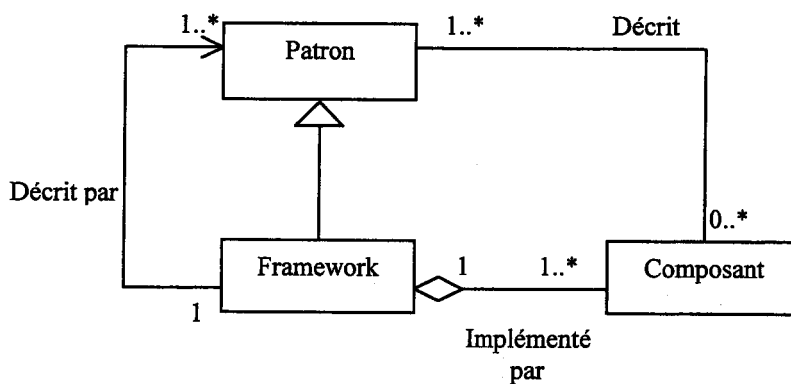 1..*
Patron
1..*
Décrit
Décrit par
0..*
Framework
1
1..*
Composant
1
Implémenté
par